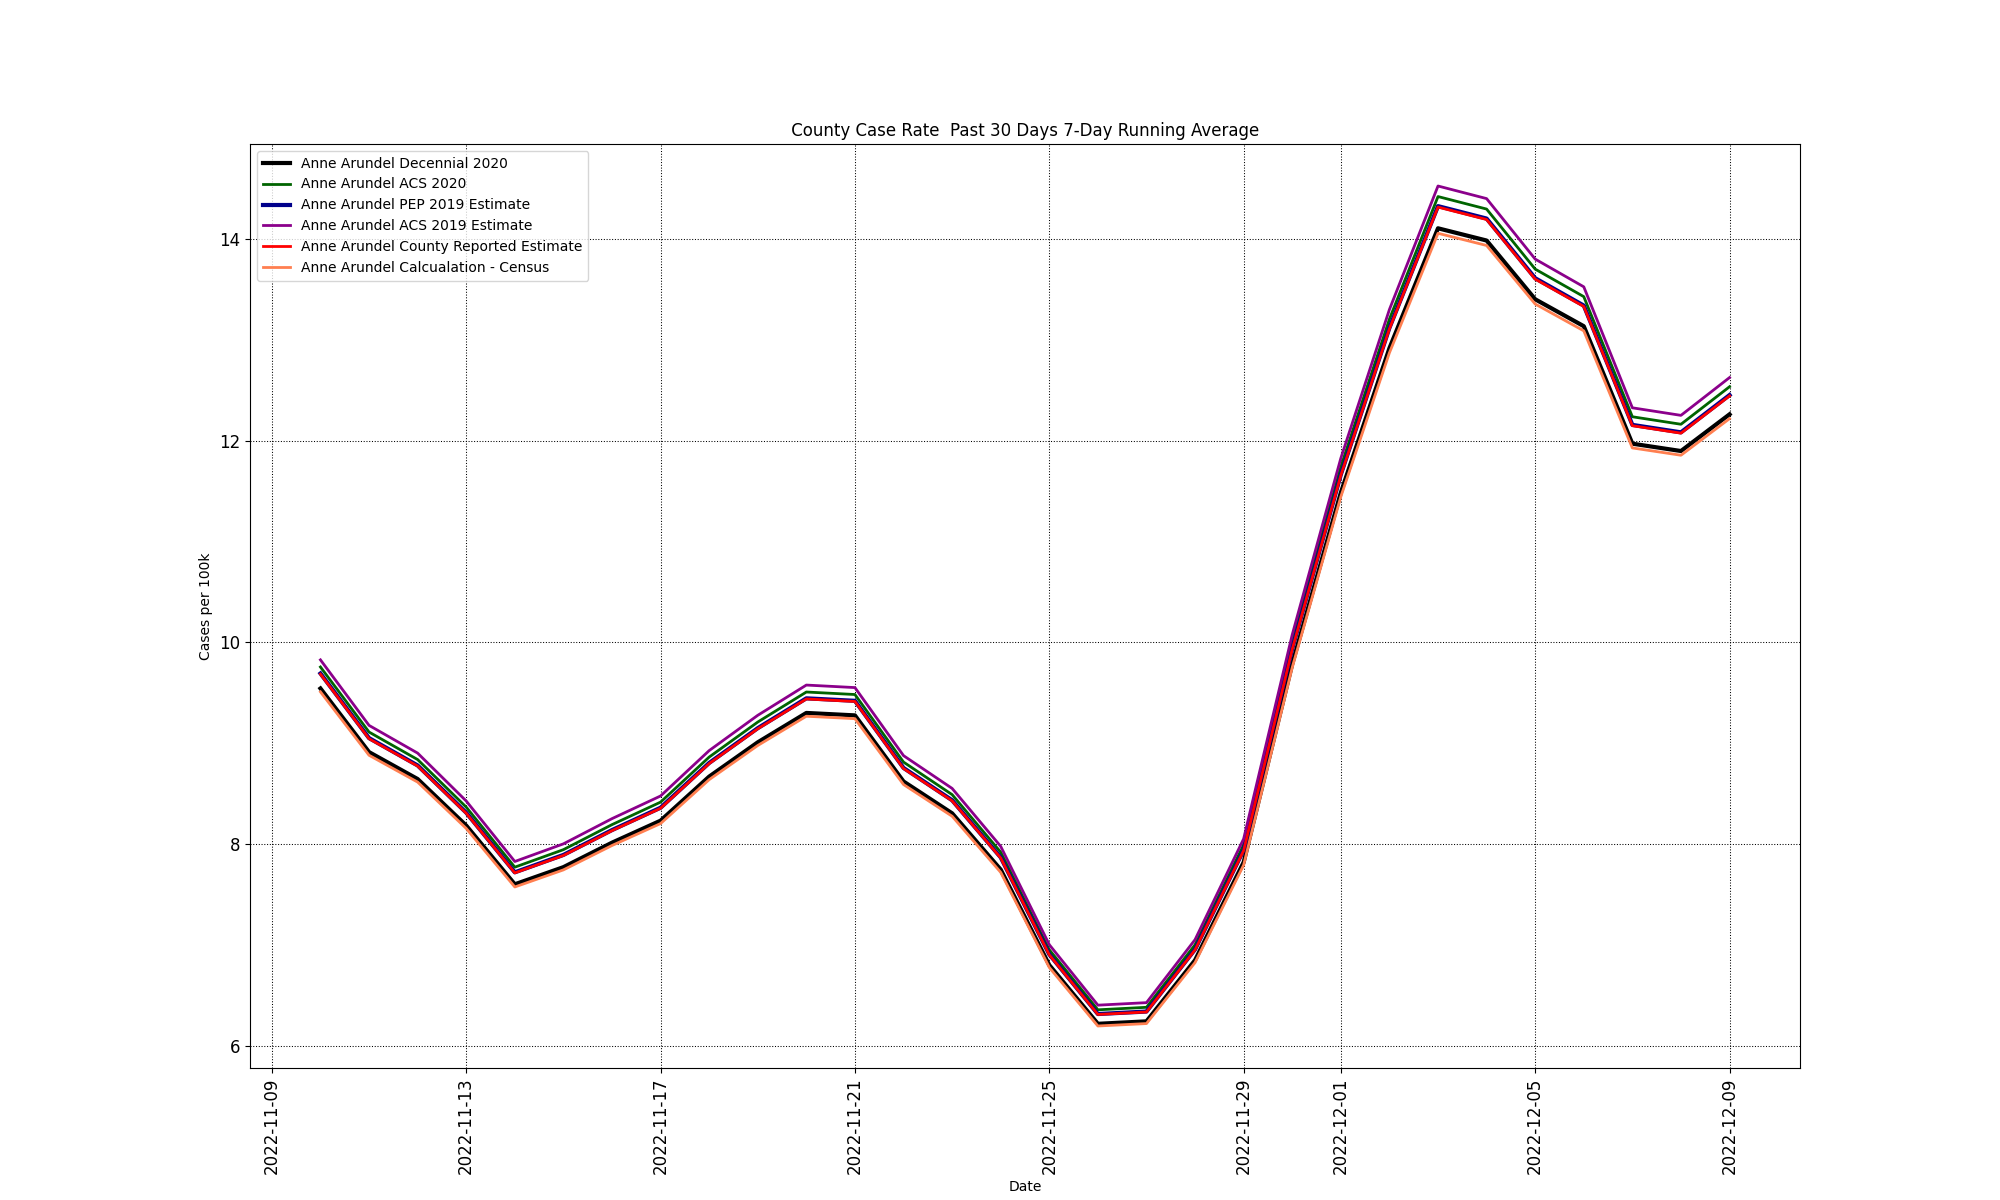 County Case Rate  Past 30 Days 7-Day Running Average
Anne Arundel Decennial 2020
Anne Arundel ACS 2020
Anne Arundel PEP 2019 Estimate
Anne Arundel ACS 2019 Estimate
Anne Arundel County Reported Estimate
Anne Arundel Calcualation - Census
14
12
10
8
6
Cases per 100k
2022-11-09
2022-11-13
2022-11-17
2022-11-21
2022-11-25
2022-11-29
2022-12-01
2022-12-05
2022-12-09
Date